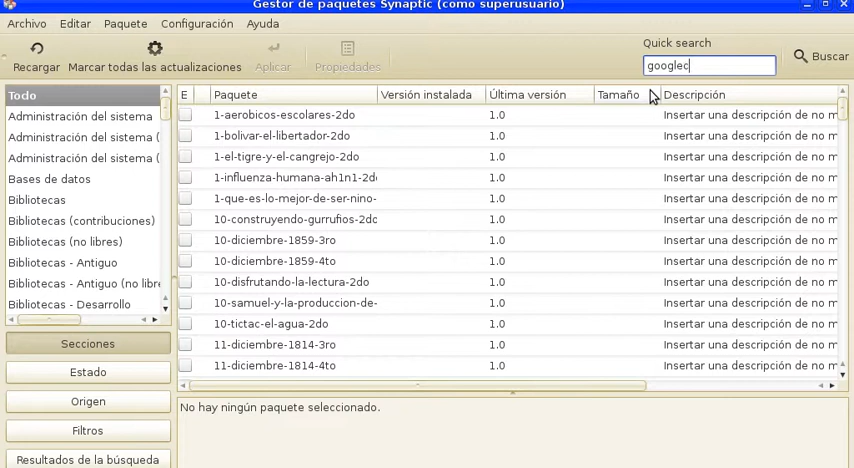 Gestor de paquetes Synaptic (como superusuario)
Archivo Editar Paquete Configuración Ayuda
Quick search
Recargar Marcar todas las actualizaciones Aplicar Propiedades googlec Buscar
Todo E Paquete Versión instalada Última versión Tamaño Descripción
Administración del sistema 1-aerobicos-escolares-2do 1.0 Insertar una descripción de no m
Administración del sistema ( 1-bolivar-el-libertador-2do 1.0 Insertar una descripción de no m
Administración del sistema ( 1-el-tigre-y-el-cangrejo-2do 1.0 Insertar una descripción de no m
Bases de datos 1-influenza-humana-ah1n1-2do 1.0 Insertar una descripción de no m
Bibliotecas 1-que-es-lo-mejor-de-ser-nino- 1.0 Insertar una descripción de no m
Bibliotecas (contribuciones) 10-construyendo-gurrufios-2do 1.0 Insertar una descripción de no m
Bibliotecas (no libres) 10-diciembre-1859-3ro 1.0 Insertar una descripción de no m
Bibliotecas - Antiguo 10-diciembre-1859-4to 1.0 Insertar una descripción de no m
Bibliotecas - Antiguo (no libre 10-disfrutando-la-lectura-2do 1.0 Insertar una descripción de no m
Bibliotecas - Desarrollo 10-samuel-y-la-produccion-de- 1.0 Insertar una descripción de no m
10-tictac-el-agua-2do 1.0 Insertar una descripción de no m
Secciones 11-diciembre-1814-3ro 1.0 Insertar una descripción de no m
Estado 11-diciembre-1814-4to 1.0 Insertar una descripción de no m
Origen No hay ningún paquete seleccionado.
Filtros
Resultados de la búsqueda